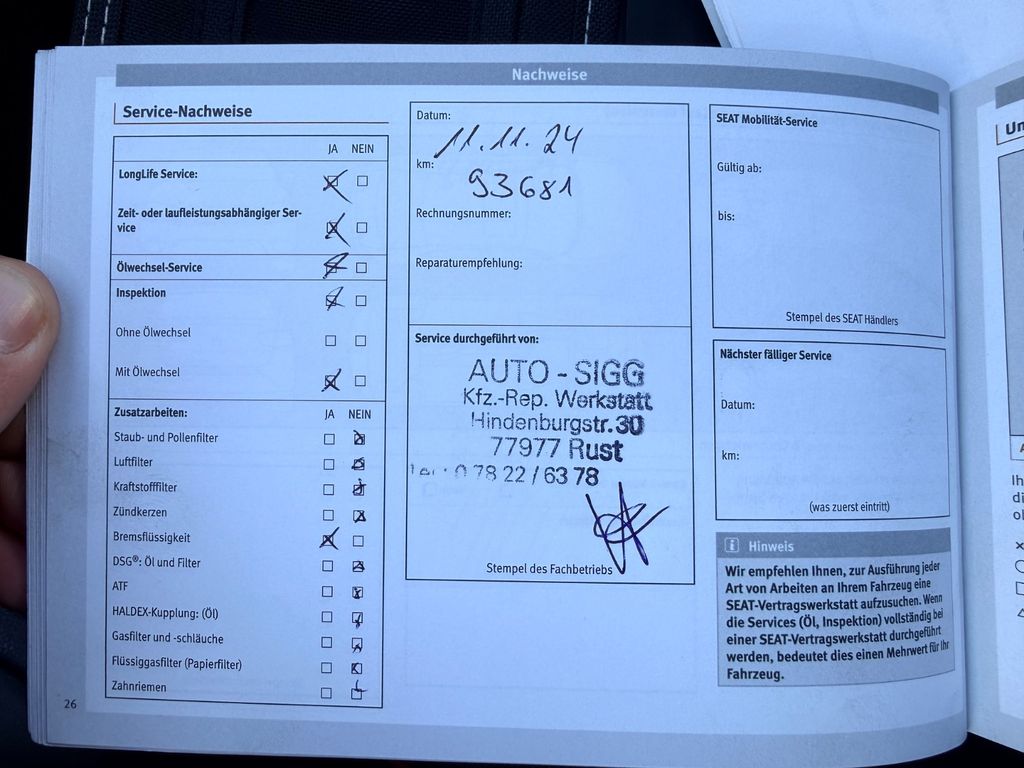 Nachweise
Service-Nachweise
JA NEIN
LongLife Service:
Zeit- oder laufleistungsabhängiger Ser-
vice
Ölwechsel-Service
Inspektion
Ohne Ölwechsel
Mit Ölwechsel
Zusatzarbeiten: JA NEIN
Staub- und Pollenfilter
Luftfilter
Kraftstofffilter
Zündkerzen
Bremsflüssigkeit
DSG®: Öl und Filter
ATF
HALDEX-Kupplung: (Öl)
Gasfilter und -schläuche
Flüssiggasfilter (Papierfilter)
Zahnriemen
26
Datum:
11.11.24
km:
93681
Rechnungsnummer:
Reparaturempfehlung:
Service durchgeführt von:
AUTO - SIGG
Kfz.-Rep. Werkstatt
Hindenburgstr. 30
77977 Rust
Tel.: 0 78 22 / 63 78
Stempel des Fachbetriebs
SEAT Mobilität-Service
Gültig ab:
bis:
Stempel des SEAT Händlers
Nächster fälliger Service
Datum:
km:
(was zuerst eintritt)
i Hinweis
Wir empfehlen Ihnen, zur Ausführung jeder
Art von Arbeiten an Ihrem Fahrzeug eine
SEAT-Vertragswerkstatt aufzusuchen. Wenn
die Services (Öl, Inspektion) vollständig bei
einer SEAT-Vertragswerkstatt durchgeführt
werden, bedeutet dies einen Mehrwert für Ihr
Fahrzeug.